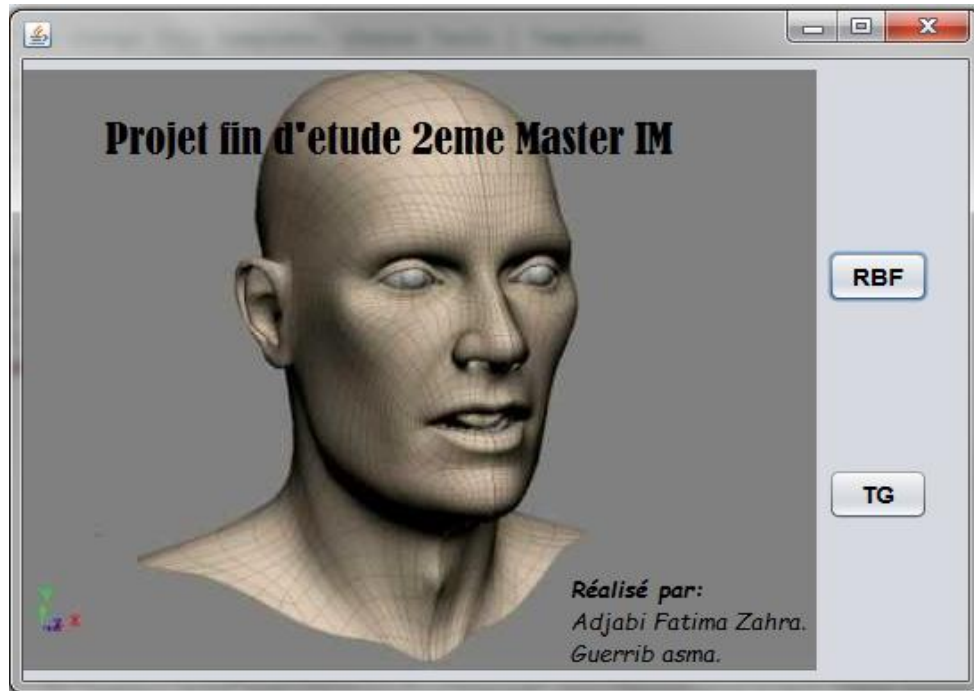 Projet fin d'etude 2eme Master IM
RBF
TG
Réalisé par:
Adjabi Fatima Zahra.
Guerrib asma.